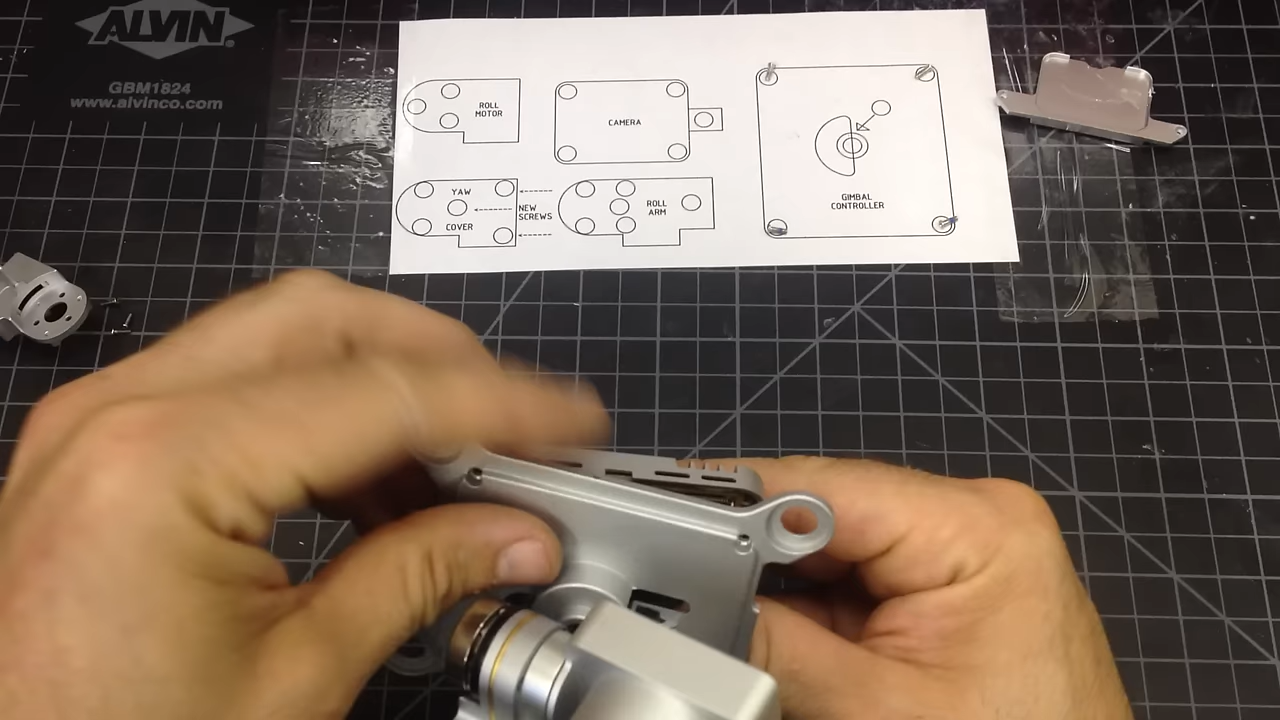 ALVIN
GBM1824
www.alvinco.com
ROLL
MOTOR
CAMERA
YAW
COVER
NEW
SCREWS
ROLL
ARM
GIMBAL
CONTROLLER